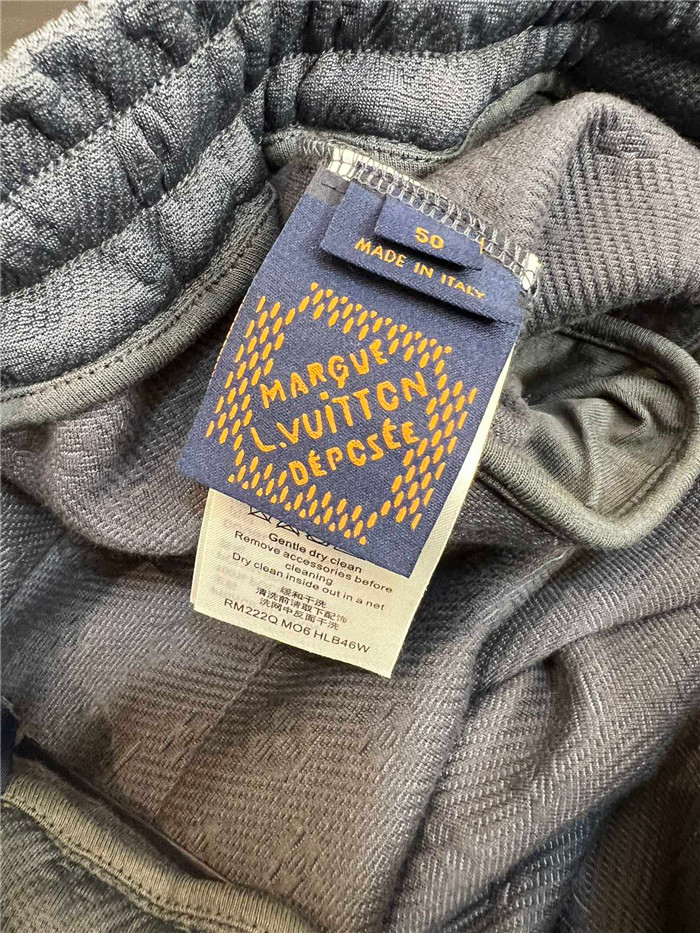 50
MADE IN ITALY
MARQUE
L.VUITTON
DÉPOSÉE
Gentle dry clean
Remove accessories before
cleaning
Dry clean inside out in a net
缓和干洗
清洗前请取下配饰
洗网中反面干洗
RM222Q MO6 HLB46W